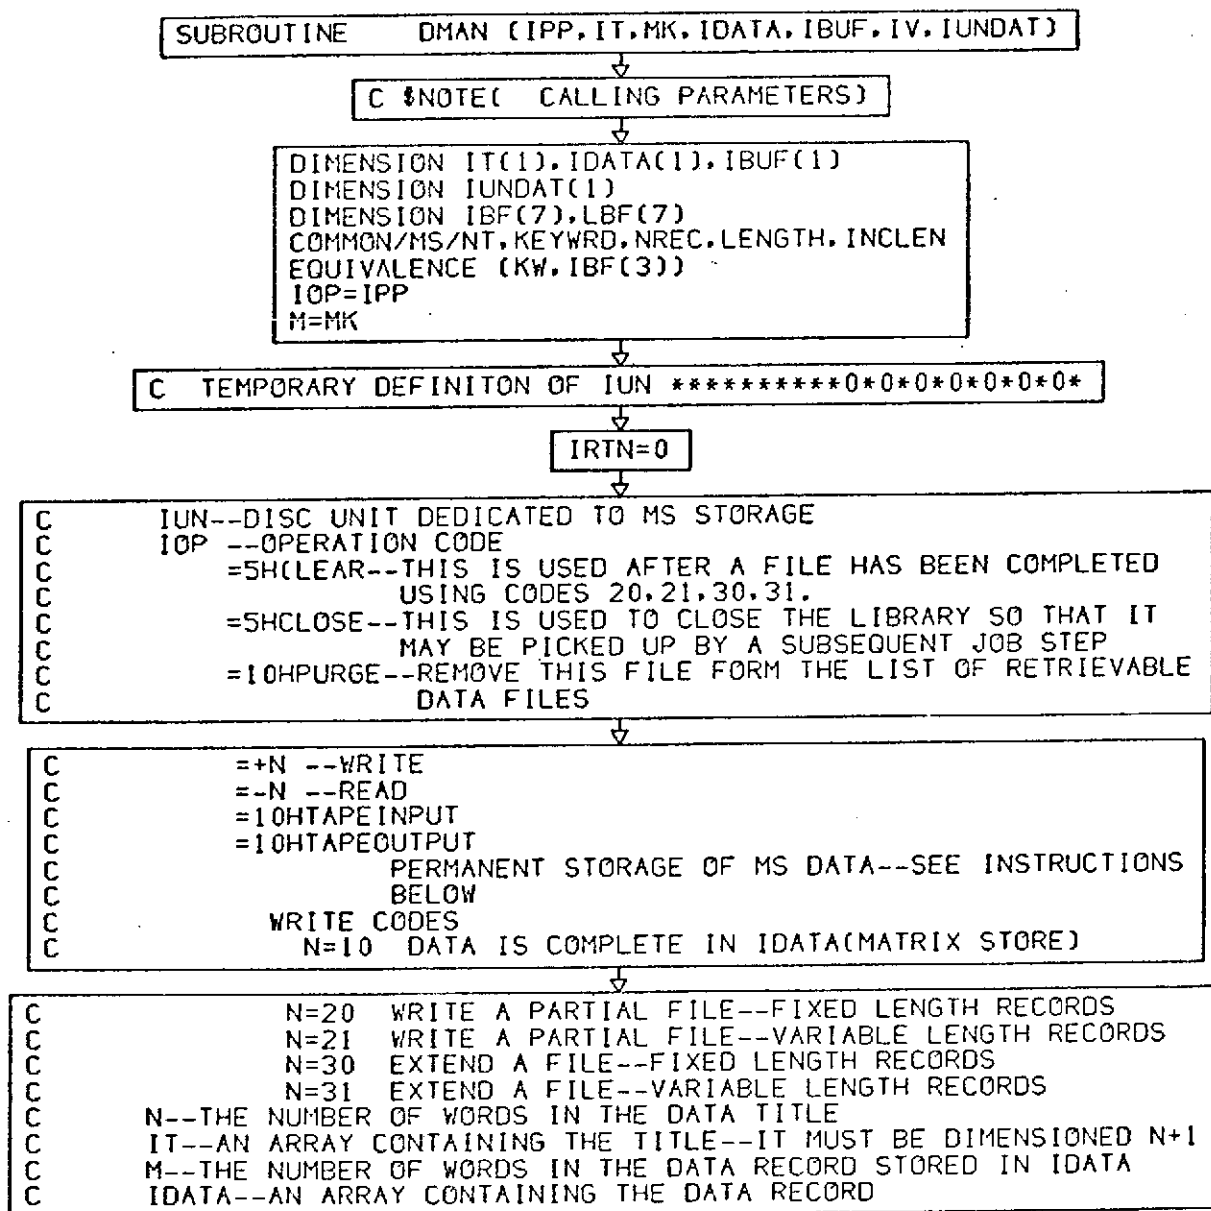 SUBROUTINE DMAN (IPP,IT,MK,IDATA,IBUF,IV,IUNDAT)
C $NOTE( CALLING PARAMETERS)
DIMENSION IT(1),IDATA(1),IBUF(1)
DIMENSION IUNDAT(1)
DIMENSION IBF(7),LBF(7)
COMMON/MS/NT,KEYWRD,NREC,LENGTH,INCLEN
EQUIVALENCE (KW,IBF(3))
IOP=IPP
M=MK
C TEMPORARY DEFINITON OF IUN **********0*0*0*0*0*0*0*
IRTN=0
C IUN--DISC UNIT DEDICATED TO MS STORAGE
C IOP --OPERATION CODE
C =5HCLEAR--THIS IS USED AFTER A FILE HAS BEEN COMPLETED
C USING CODES 20,21,30,31.
C =5HCLOSE--THIS IS USED TO CLOSE THE LIBRARY SO THAT IT
C MAY BE PICKED UP BY A SUBSEQUENT JOB STEP
C =10HPURGE--REMOVE THIS FILE FORM THE LIST OF RETRIEVABLE
C DATA FILES
C =+N --WRITE
C =-N --READ
C =10HTAPEINPUT
C =10HTAPEOUTPUT
C PERMANENT STORAGE OF MS DATA--SEE INSTRUCTIONS
C BELOW
C WRITE CODES
C N=10 DATA IS COMPLETE IN IDATA(MATRIX STORE)
C N=20 WRITE A PARTIAL FILE--FIXED LENGTH RECORDS
C N=21 WRITE A PARTIAL FILE--VARIABLE LENGTH RECORDS
C N=30 EXTEND A FILE--FIXED LENGTH RECORDS
C N=31 EXTEND A FILE--VARIABLE LENGTH RECORDS
C N--THE NUMBER OF WORDS IN THE DATA TITLE
C IT--AN ARRAY CONTAINING THE TITLE--IT MUST BE DIMENSIONED N+1
C M--THE NUMBER OF WORDS IN THE DATA RECORD STORED IN IDATA
C IDATA--AN ARRAY CONTAINING THE DATA RECORD